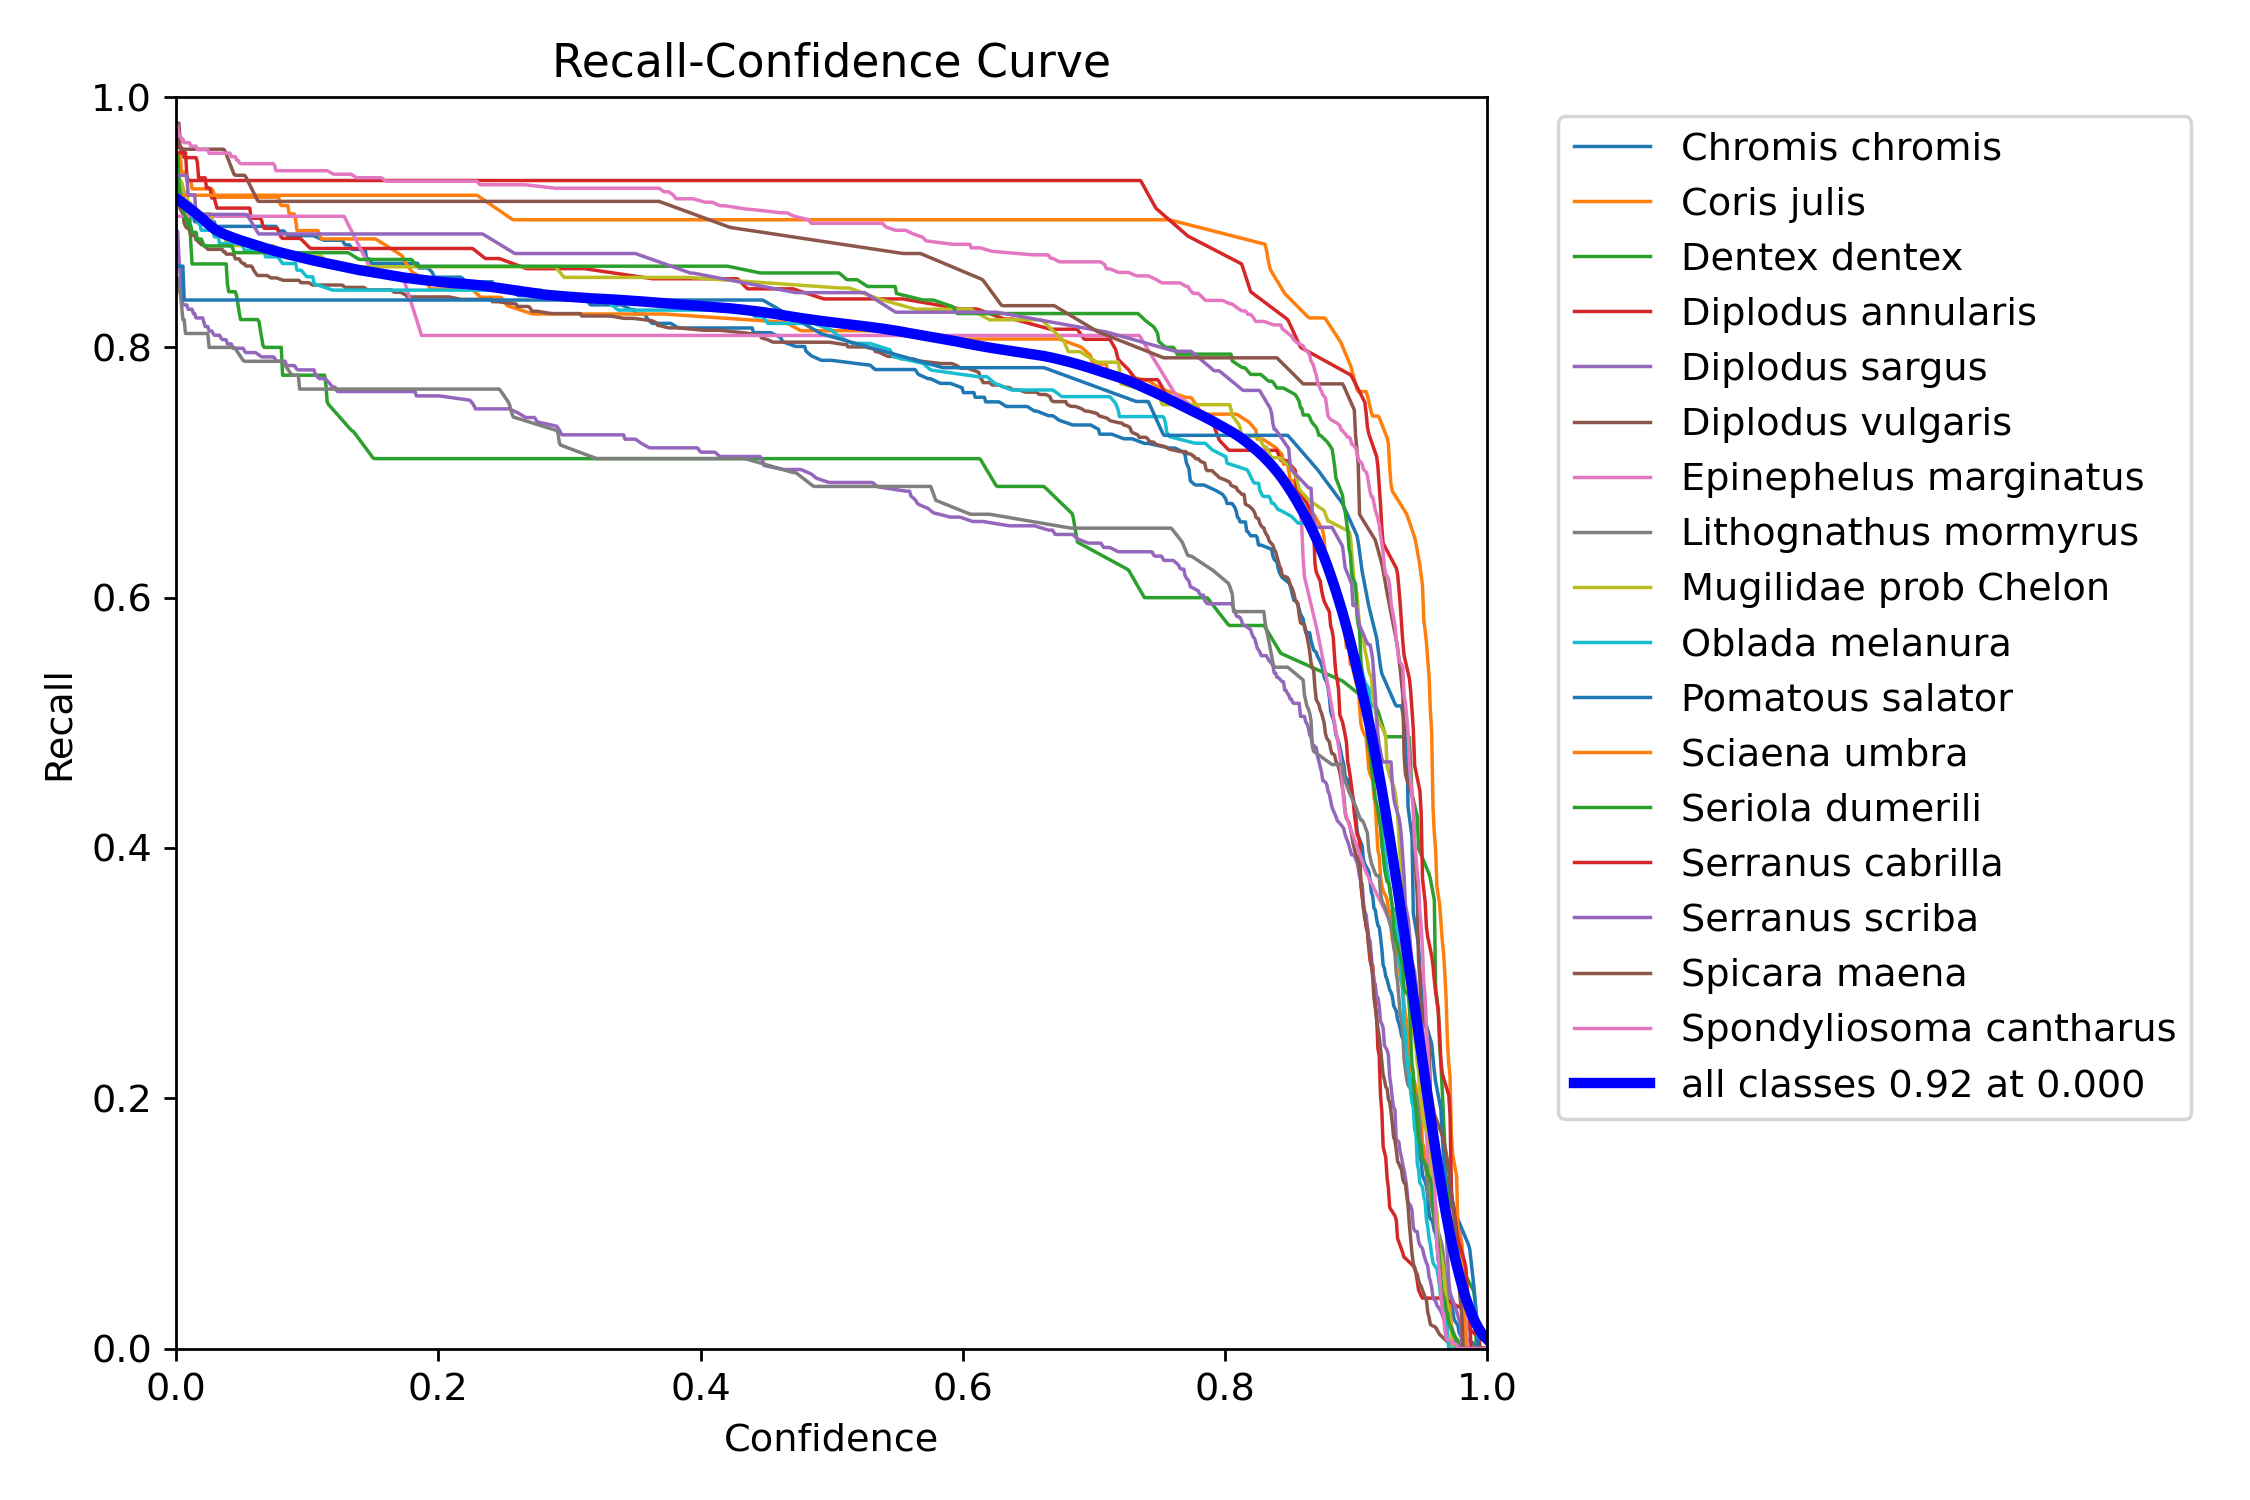 Recall-Confidence Curve
1.0
0.8
0.6
0.4
0.2
0.0
Recall
0.0 0.2 0.4 0.6 0.8 1.0
Confidence
Chromis chromis
Coris julis
Dentex dentex
Diplodus annularis
Diplodus sargus
Diplodus vulgaris
Epinephelus marginatus
Lithognathus mormyrus
Mugilidae prob Chelon
Oblada melanura
Pomatous salator
Sciaena umbra
Seriola dumerili
Serranus cabrilla
Serranus scriba
Spicara maena
Spondyliosoma cantharus
all classes 0.92 at 0.000